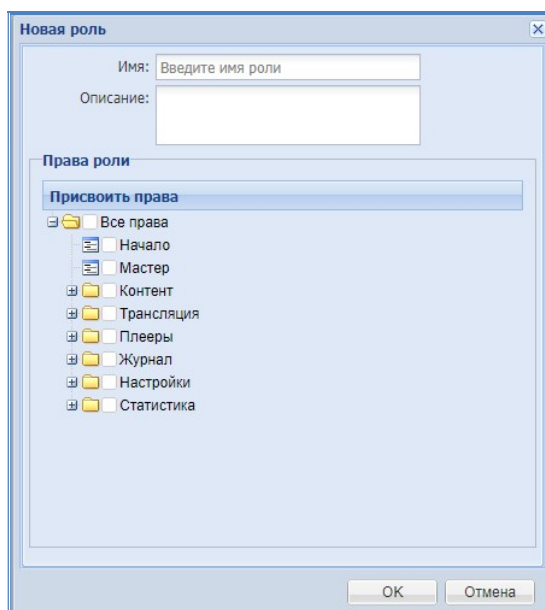 Новая роль
Имя: Введите имя роли
Описание:
Права роли
Присвоить права
Все права
Начало
Мастер
Контент
Трансляция
Плееры
Журнал
Настройки
Статистика
OK Отмена